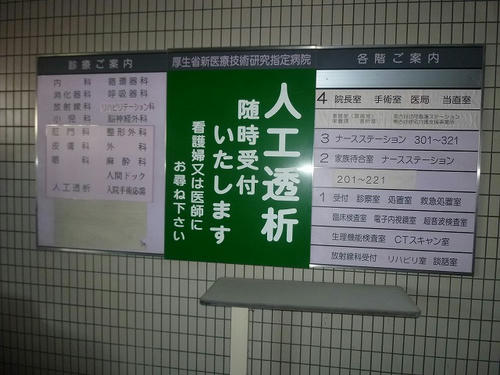 診療ご案内
内科 循環器科
消化器科 呼吸器科
放射線科 リハビリテーション科
小児科 脳神経外科
肛門科 整形外科
皮膚科 外科
眼科 麻酔科
人間ドック
人工透析 入院手術応需
厚生省新医療技術研究指定病院
人工透析
随時受付
いたします
看護婦又は医師に
お尋ね下さい
各階ご案内
4 院長室 手術室 医局 当直室
3 ナースステーション 301〜321
2 家族待合室 ナースステーション
201〜221
1 受付 診察室 処置室 救急処置室
臨床検査室 電子内視鏡室 超音波検査室
生理機能検査室 CTスキャン室
放射線科受付 リハビリ室 談話室